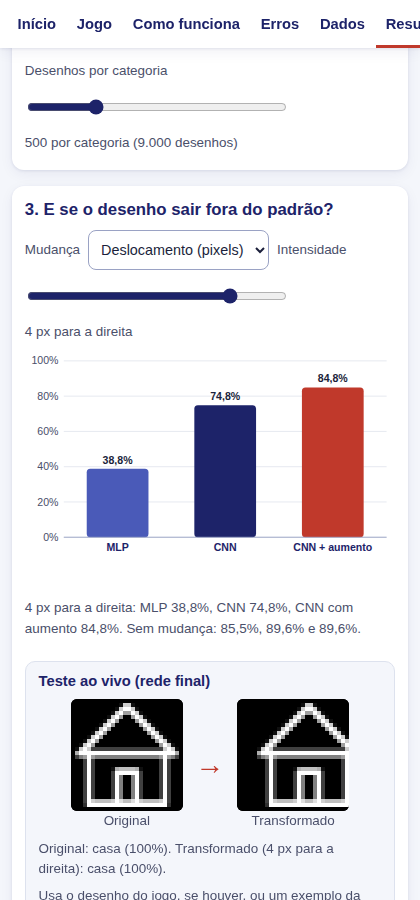 Início Jogo Como funciona Erros Dados Resu
Desenhos por categoria
500 por categoria (9.000 desenhos)
3. E se o desenho sair fora do padrão?
Mudança Deslocamento (pixels) Intensidade
4 px para a direita
100%
80%
60%
40%
20%
0%
38,8%
74,8%
84,8%
MLP CNN CNN + aumento
4 px para a direita: MLP 38,8%, CNN 74,8%, CNN com
aumento 84,8%. Sem mudança: 85,5%, 89,6% e 89,6%.
Teste ao vivo (rede final)
→
Original Transformado
Original: casa (100%). Transformado (4 px para a
direita): casa (100%).
Usa o desenho do jogo, se houver, ou um exemplo da